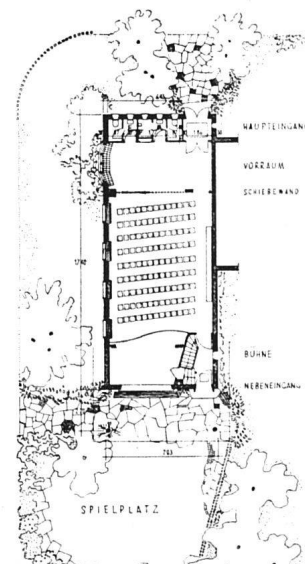 HAUPTEINGANG
VORRAUM
SCHIEBEWAND
BÜHNE
NEBENEINGANG
SPIELPLATZ